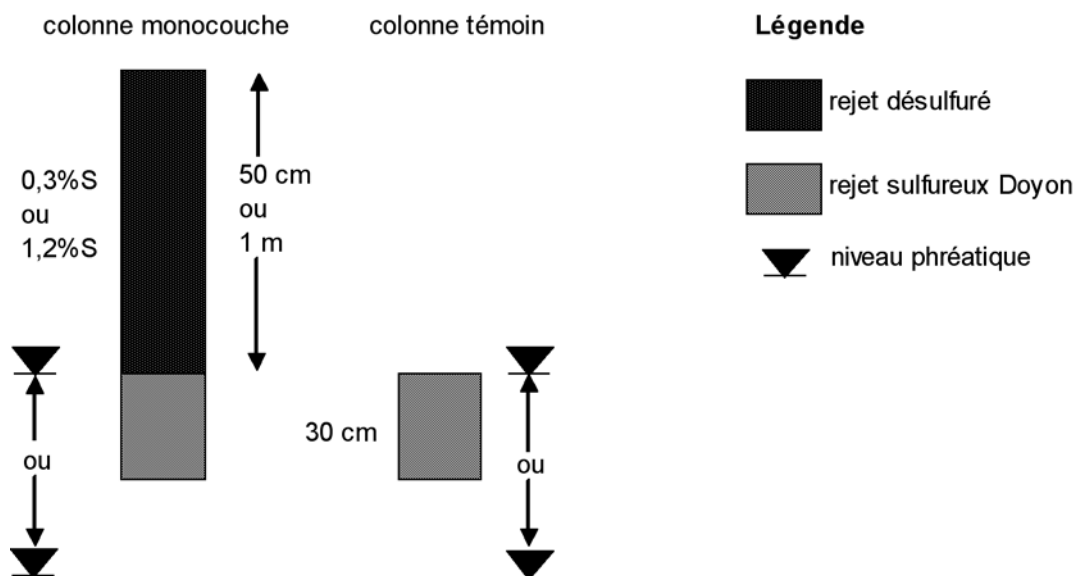 colonne monocouche
0,3%S
ou
1,2%S
50 cm
ou
1 m
ou
colonne témoin
30 cm
ou
Légende
rejet désulfuré
rejet sulfureux Doyon
niveau phréatique